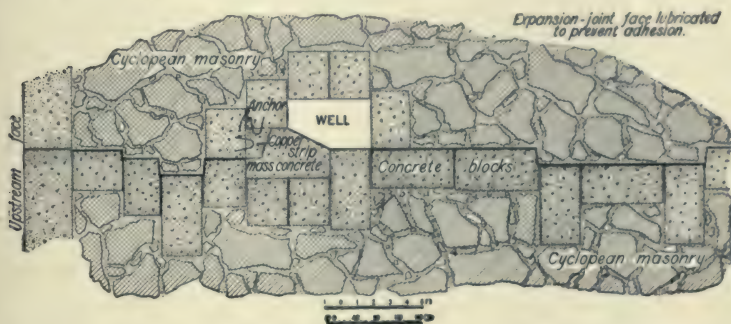 Expansion-joint face lubricated
to prevent adhesion.
Cyclopean masonry
Anchor
WELL
Copper
strip
mass concrete
Concrete blocks
Upstream face
Cyclopean masonry